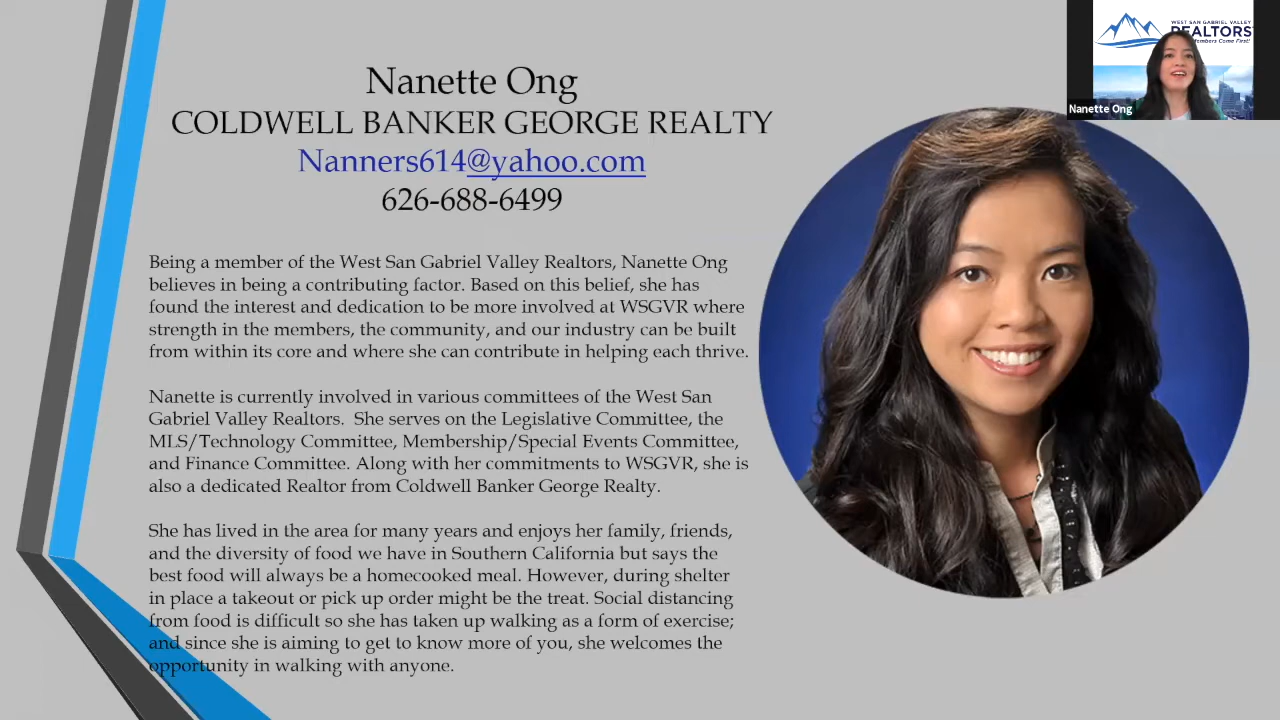 Nanette Ong
COLDWELL BANKER GEORGE REALTY
Nanners614@yahoo.com
626-688-6499
Being a member of the West San Gabriel Valley Realtors, Nanette Ong
believes in being a contributing factor. Based on this belief, she has
found the interest and dedication to be more involved at WSGVR where
strength in the members, the community, and our industry can be built
from within its core and where she can contribute in helping each thrive.
Nanette is currently involved in various committees of the West San
Gabriel Valley Realtors.  She serves on the Legislative Committee, the
MLS/Technology Committee, Membership/Special Events Committee,
and Finance Committee. Along with her commitments to WSGVR, she is
also a dedicated Realtor from Coldwell Banker George Realty.
She has lived in the area for many years and enjoys her family, friends,
and the diversity of food we have in Southern California but says the
best food will always be a homecooked meal. However, during shelter
in place a takeout or pick up order might be the treat. Social distancing
from food is difficult so she has taken up walking as a form of exercise;
and since she is aiming to get to know more of you, she welcomes the
opportunity in walking with anyone.
WEST SAN GABRIEL VALLEY
REALTORS
Members Come First!
Nanette Ong